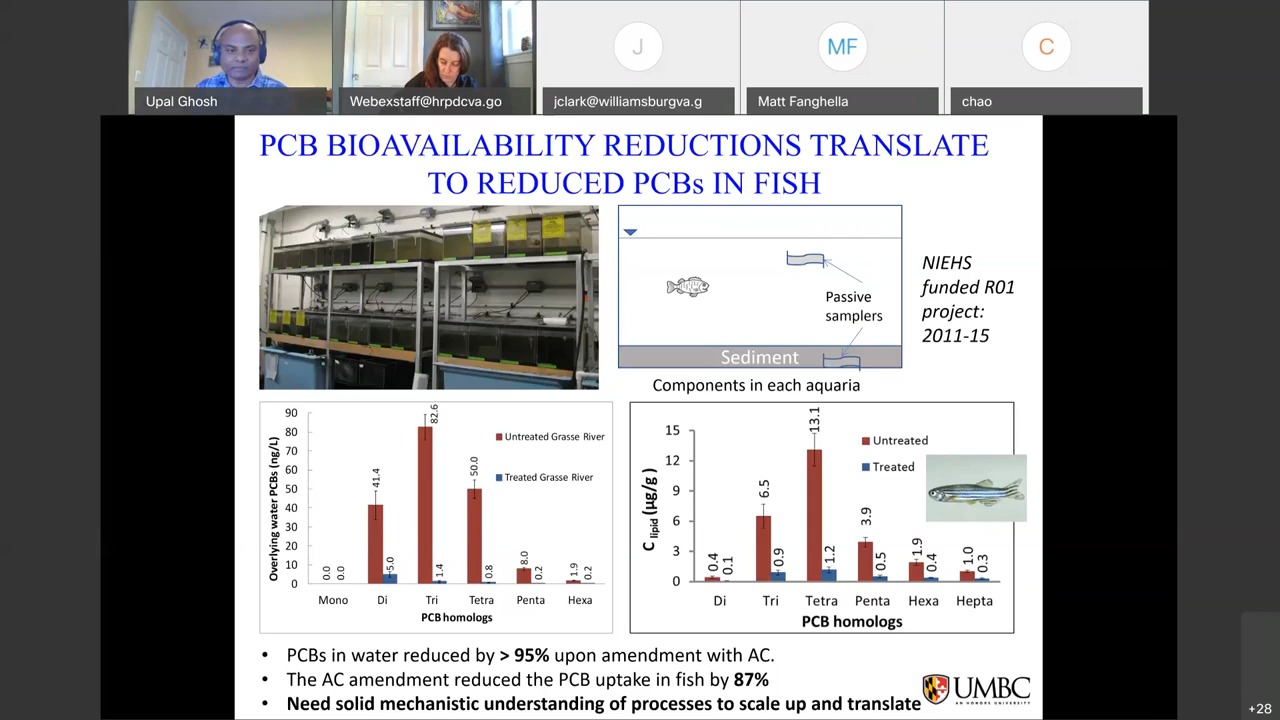 J
MF
C
Upal Ghosh
Webexstaff@hrpdcva.go
jclark@williamsburgva.g
Matt Fanghella
chao
PCB BIOAVAILABILITY REDUCTIONS TRANSLATE
TO REDUCED PCBs IN FISH
Passive
samplers
Sediment
Components in each aquaria
NIEHS
funded R01
project:
2011-15
Overlying water PCBs (ng/L)
90
80
70
60
50
40
30
20
10
0
0.0
0.0
41.4
5.0
82.6
1.4
50.0
0.8
8.0
0.2
1.9
0.2
Untreated Grasse River
Treated Grasse River
Mono
Di
Tri
Tetra
Penta
Hexa
PCB homologs
C lipid (µg/g )
15
12
9
6
3
0
0.4
0.1
6.5
0.9
13.1
1.2
3.9
0.5
1.9
0.4
1.0
0.3
Untreated
Treated
Di
Tri
Tetra
Penta
Hexa
Hepta
PCB homologs
• PCBs in water reduced by > 95% upon amendment with AC.
• The AC amendment reduced the PCB uptake in fish by 87%
• Need solid mechanistic understanding of processes to scale up and translate
UMBC
AN HONORS UNIVERSITY
+28